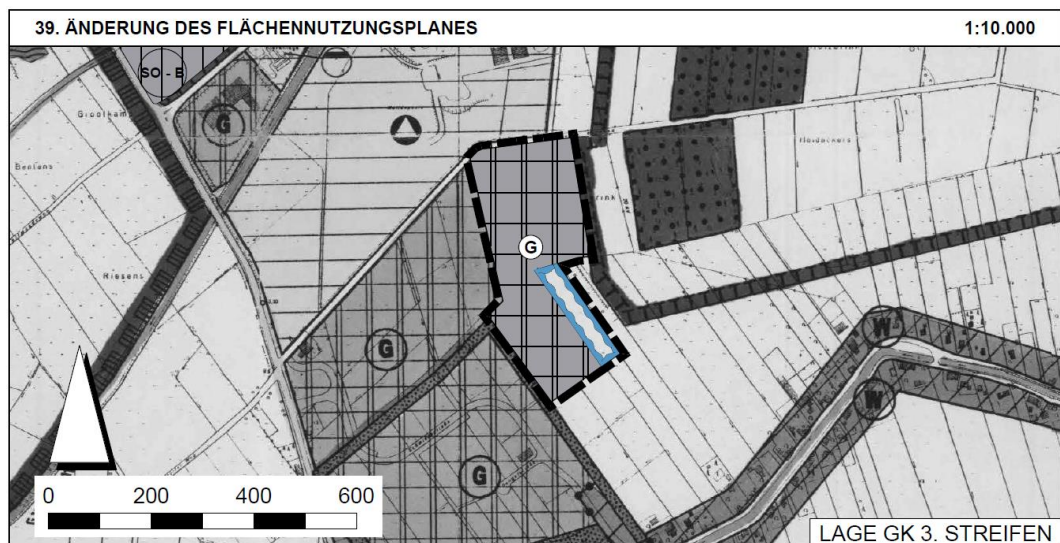 39. ÄNDERUNG DES FLÄCHENNUTZUNGSPLANES 1:10.000
SO - B
G
G
G
G
W
W
0 200 400 600
LAGE GK 3. STREIFEN